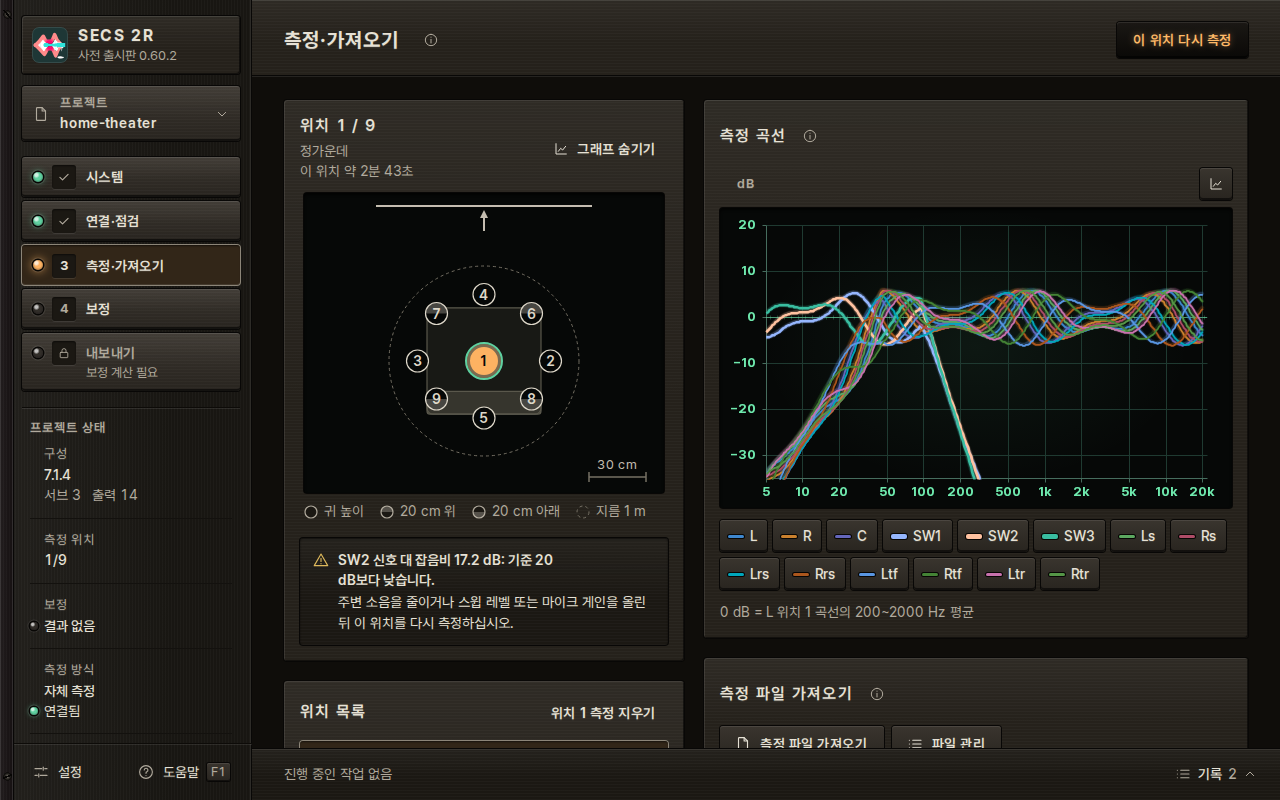 SECS 2R
사전 출시판 0.60.2
프로젝트
home-theater
시스템
연결·점검
3 측정·가져오기
4 보정
내보내기
보정 계산 필요
프로젝트 상태
구성
7.1.4
서브 3 출력 14
측정 위치
1/9
보정
결과 없음
측정 방식
자체 측정
연결됨
설정
도움말 F1
측정·가져오기
이 위치 다시 측정
위치 1 / 9
정가운데
이 위치 약 2분 43초
그래프 숨기기
4
7 6
3 1 2
9 8
5
30 cm
귀 높이 20 cm 위 20 cm 아래 지름 1 m
SW2 신호 대 잡음비 17.2 dB: 기준 20
dB보다 낮습니다.
주변 소음을 줄이거나 스윕 레벨 또는 마이크 게인을 올린
뒤 이 위치를 다시 측정하십시오.
위치 목록
위치 1 측정 지우기
측정 곡선
dB
20
10
0
−10
−20
−30
5 10 20 50 100 200 500 1k 2k 5k 10k 20k
L R C SW1 SW2 SW3 Ls Rs
Lrs Rrs Ltf Rtf Ltr Rtr
0 dB = L 위치 1 곡선의 200~2000 Hz 평균
측정 파일 가져오기
측정 파일 가져오기 파일 관리
진행 중인 작업 없음
기록 2